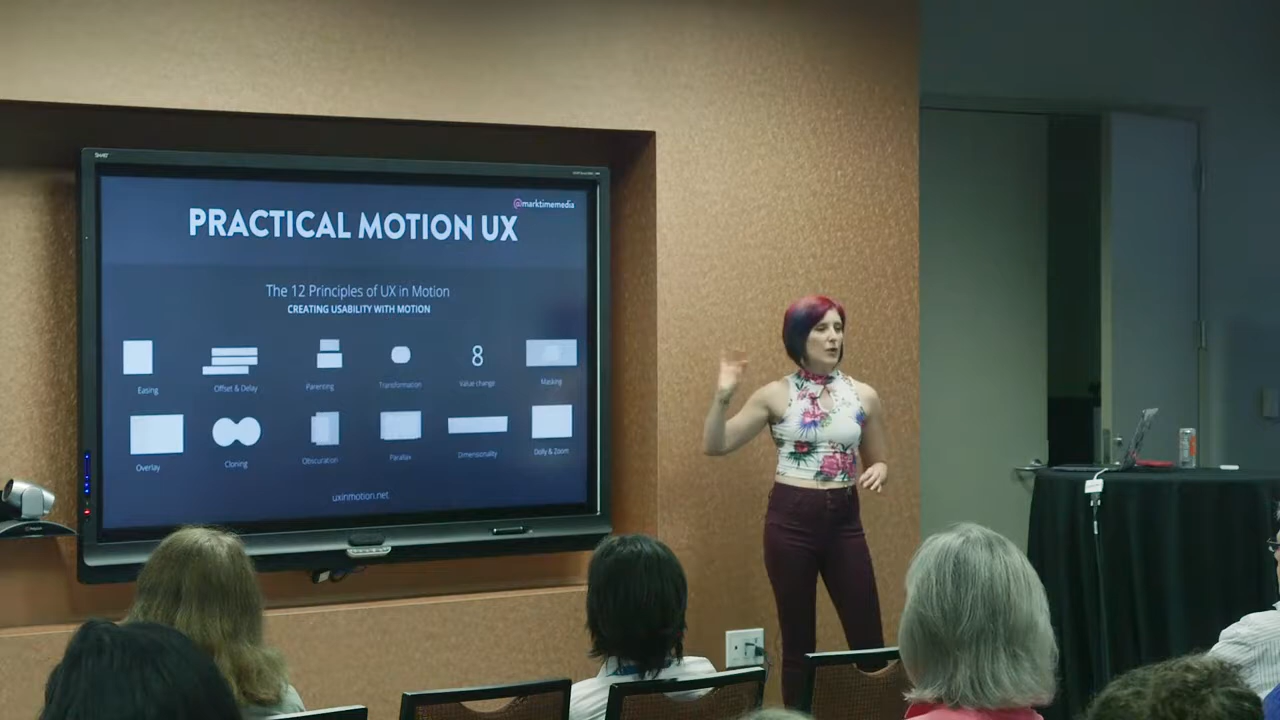 SMART
@marktimemedia
PRACTICAL MOTION UX
The 12 Principles of UX in Motion
CREATING USABILITY WITH MOTION
8
Easing
Offset & Delay
Parenting
Transformation
Value change
Masking
Overlay
Cloning
Obscuration
Parallax
Dimensionality
Dolly & Zoom
uxinmotion.net